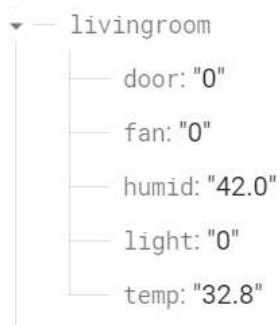 livingroom
door: "0"
fan: "0"
humid: "42.0"
light: "0"
temp: "32.8"